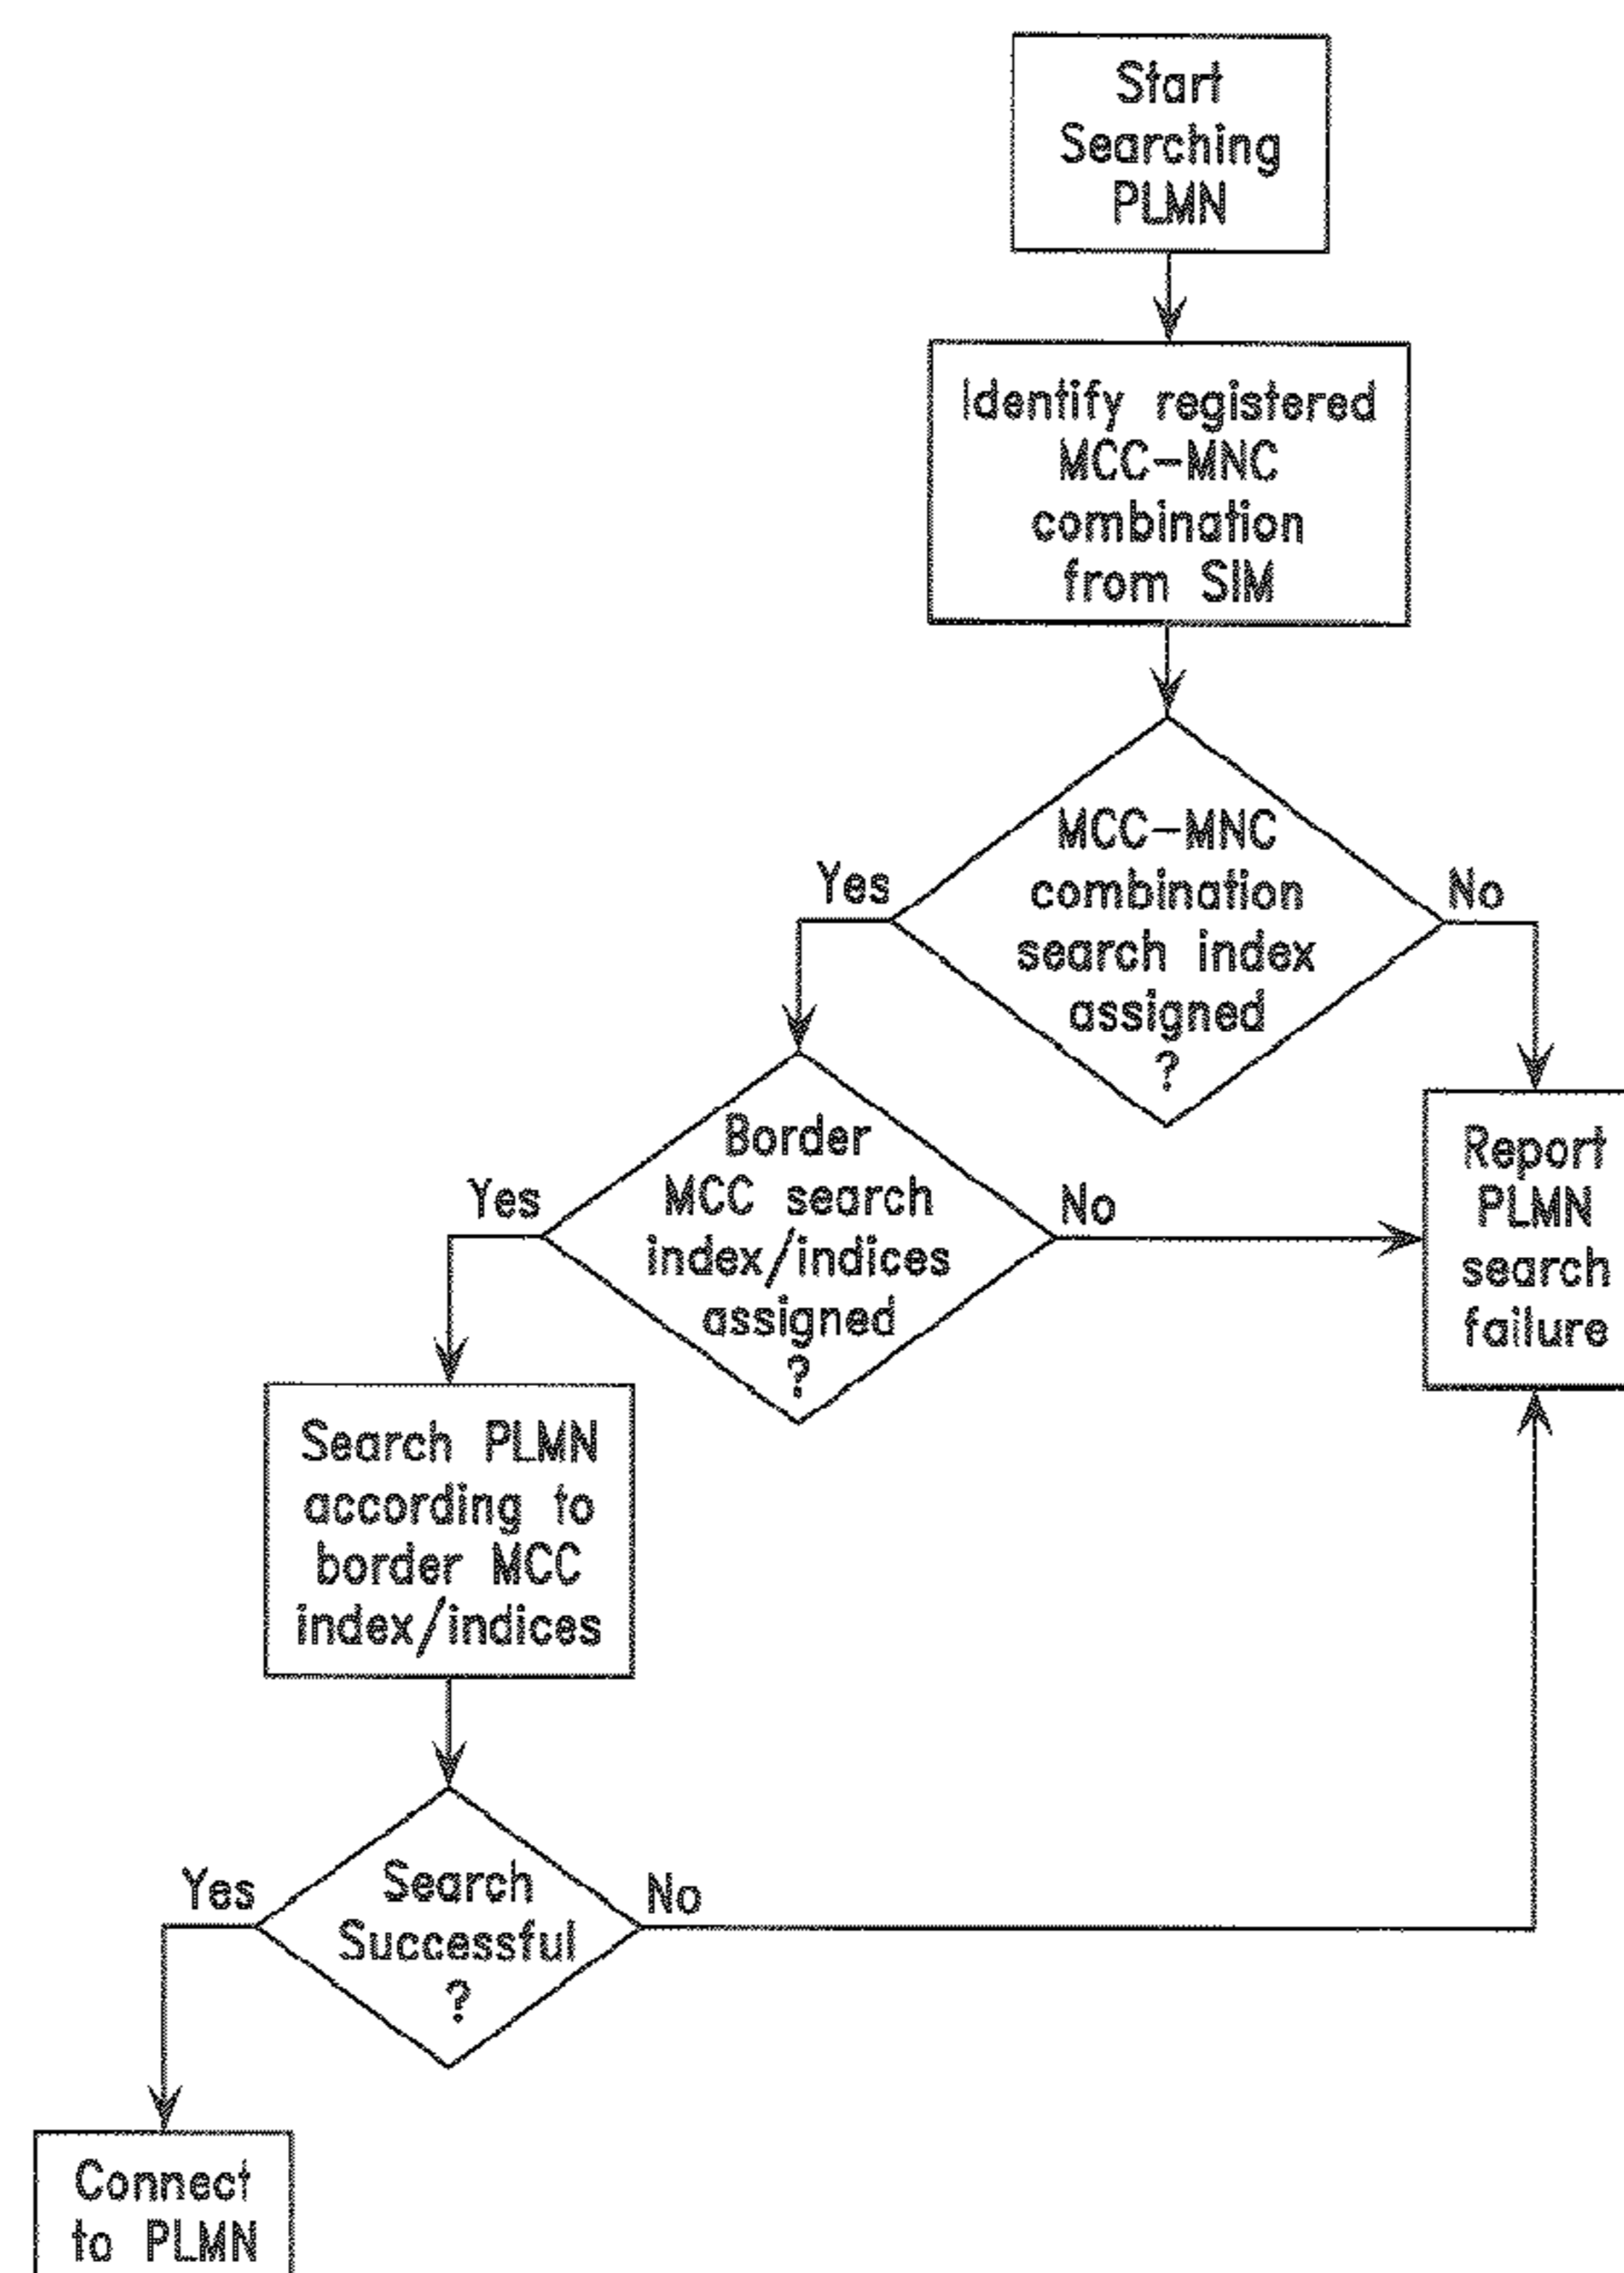 Start
Searching
PLMN
Identify registered
MCC-MNC
combination
from SIM
MCC-MNC
combination
search index
assigned
?
Yes
No
Border
MCC search
index/indices
assigned
?
Yes
No
Report
PLMN
search
failure
Search PLMN
according to
border MCC
index/indices
Search
Successful
?
Yes
No
Connect
to PLMN